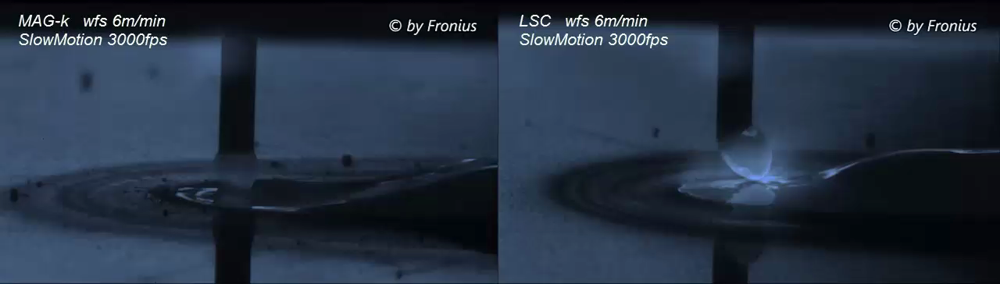 MAG-k wfs 6m/min
SlowMotion 3000fps
© by Fronius
LSC wfs 6m/min
SlowMotion 3000fps
© by Fronius